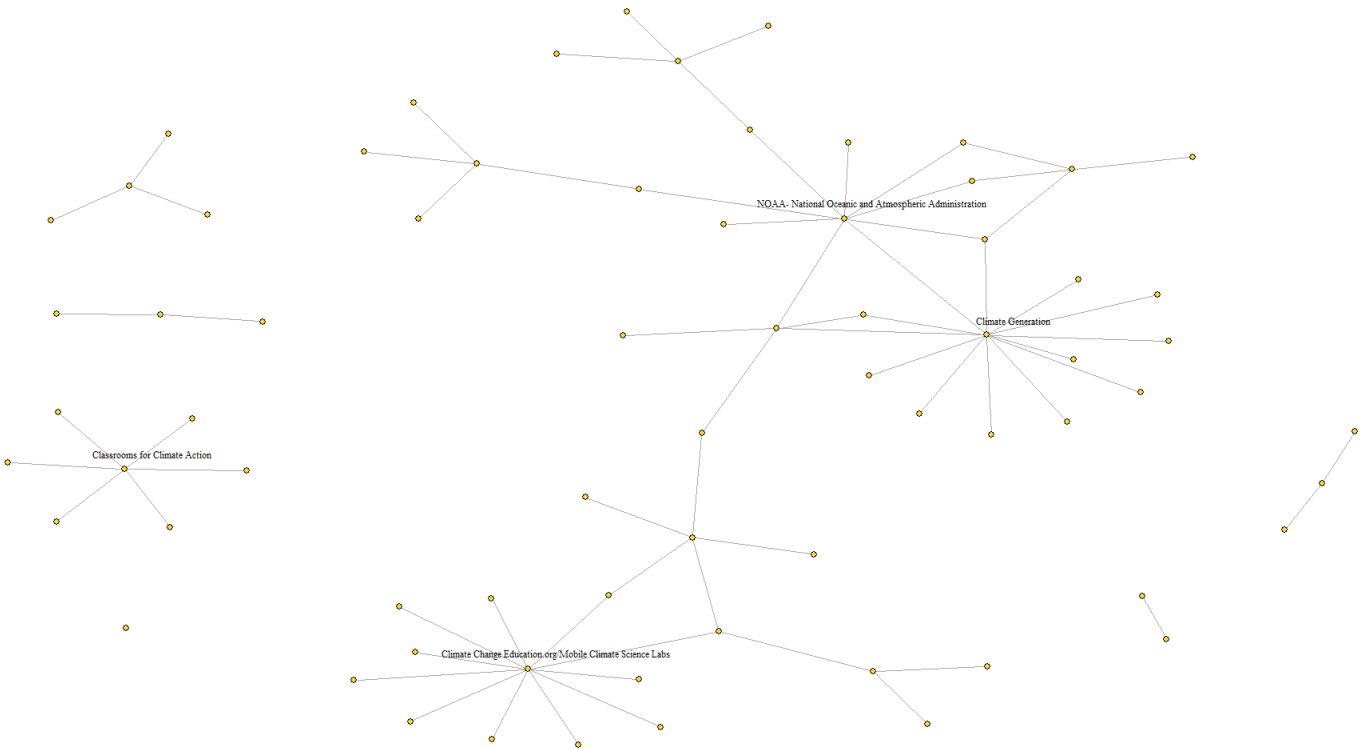 NOAA- National Oceanic and Atmospheric Administration
Climate Generation
Classrooms for Climate Action
Climate Change Education.org/Mobile Climate Science Labs